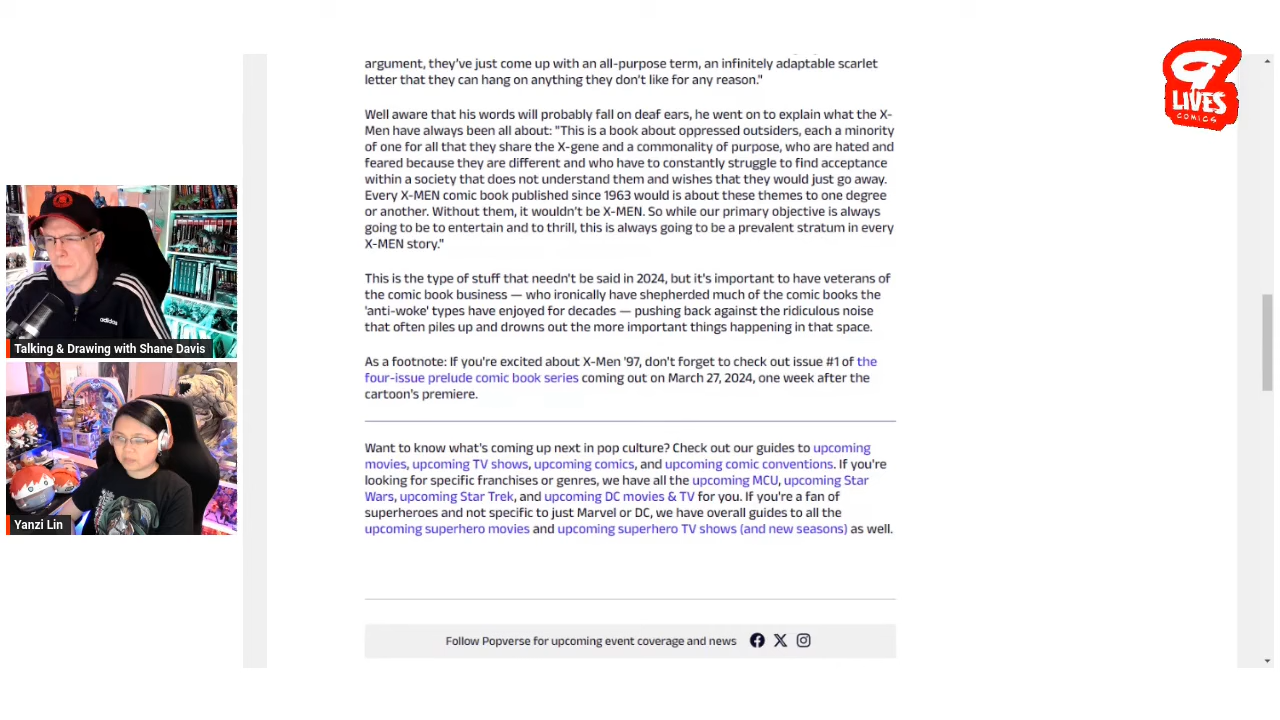 argument, they've just come up with an all-purpose term, an infinitely adaptable scarlet
letter that they can hang on anything they don't like for any reason."
Well aware that his words will probably fall on deaf ears, he went on to explain what the X-
Men have always been all about: "This is a book about oppressed outsiders, each a minority
of one for all that they share the X-gene and a commonality of purpose, who are hated and
feared because they are different and who have to constantly struggle to find acceptance
within a society that does not understand them and wishes that they would just go away.
Every X-MEN comic book published since 1963 would is about these themes to one degree
or another. Without them, it wouldn't be X-MEN. So while our primary objective is always
going to be to entertain and to thrill, this is always going to be a prevalent stratum in every
X-MEN story."
This is the type of stuff that needn't be said in 2024, but it's important to have veterans of
the comic book business — who ironically have shepherded much of the comic books the
'anti-woke' types have enjoyed for decades — pushing back against the ridiculous noise
that often piles up and drowns out the more important things happening in that space.
As a footnote: If you're excited about X-Men '97, don't forget to check out issue #1 of the
four-issue prelude comic book series coming out on March 27, 2024, one week after the
cartoon's premiere.
Want to know what's coming up next in pop culture? Check out our guides to upcoming
movies, upcoming TV shows, upcoming comics, and upcoming comic conventions. If you're
looking for specific franchises or genres, we have all the upcoming MCU, upcoming Star
Wars, upcoming Star Trek, and upcoming DC movies & TV for you. If you're a fan of
superheroes and not specific to just Marvel or DC, we have overall guides to all the
upcoming superhero movies and upcoming superhero TV shows (and new seasons) as well.
Follow Popverse for upcoming event coverage and news
9
LIVES
COMICS
adidas
Talking & Drawing with Shane Davis
Yanzi Lin